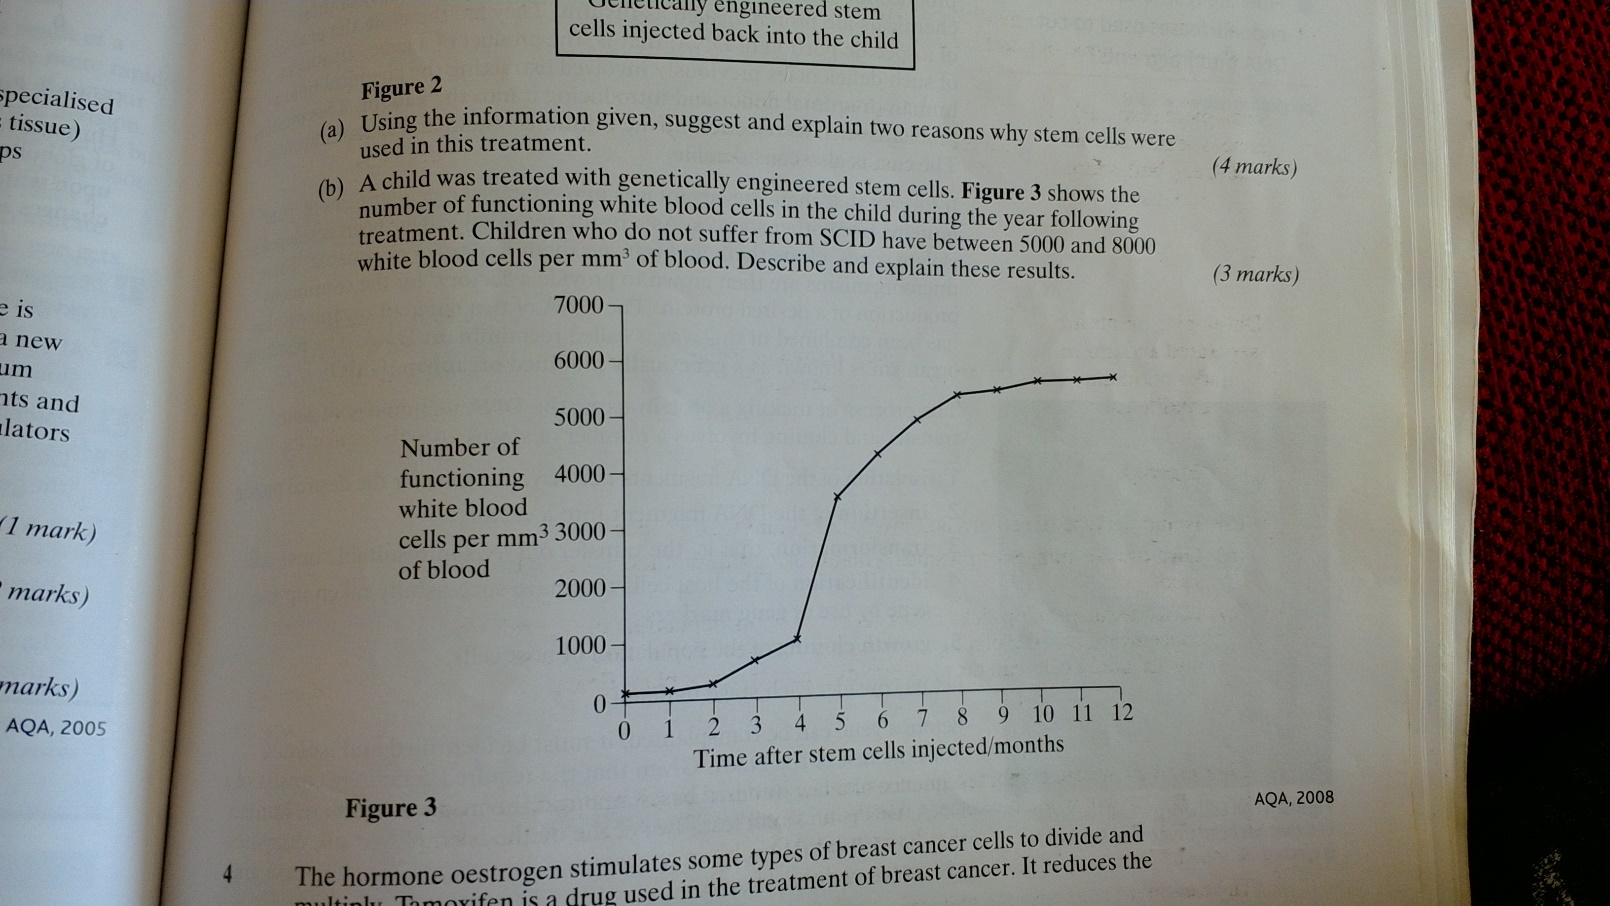 specialised
tissue)
ps
e is
a new
um
nts and
ulators
(1 mark)
marks)
marks)
AQA, 2005
Genetically engineered stem
cells injected back into the child
Figure 2
(a) Using the information given, suggest and explain two reasons why stem cells were
used in this treatment.
(4 marks)
(b) A child was treated with genetically engineered stem cells. Figure 3 shows the
number of functioning white blood cells in the child during the year following
treatment. Children who do not suffer from SCID have between 5000 and 8000
white blood cells per mm³ of blood. Describe and explain these results.
(3 marks)
7000
6000
5000
4000
3000
2000
1000
0
Number of
functioning
white blood
cells per mm³
of blood
0 1 2 3 4 5 6 7 8 9 10 11 12
Time after stem cells injected/months
Figure 3
AQA, 2008
4 The hormone oestrogen stimulates some types of breast cancer cells to divide and
multiply. Tamoxifen is a drug used in the treatment of breast cancer. It reduces the